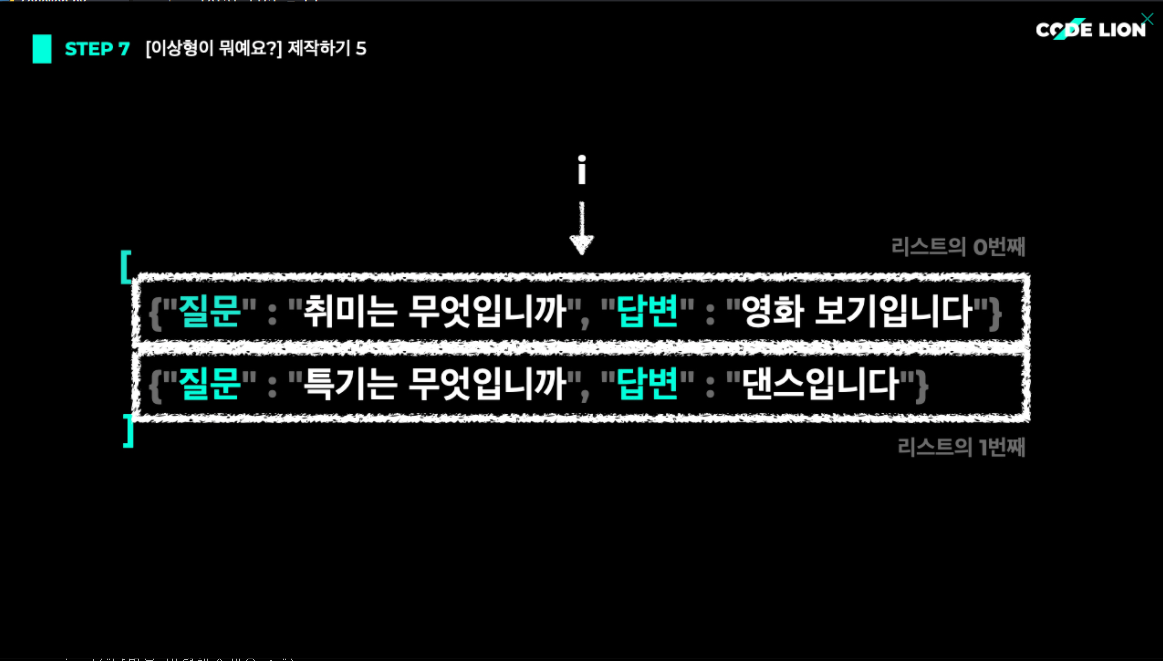 STEP 7 [이상형이 뭐예요?] 제작하기 5
CODE LION
i
리스트의 0번째
[
{"질문" : "취미는 무엇입니까", "답변" : "영화 보기입니다"}
{"질문" : "특기는 무엇입니까", "답변" : "댄스입니다"}
]
리스트의 1번째